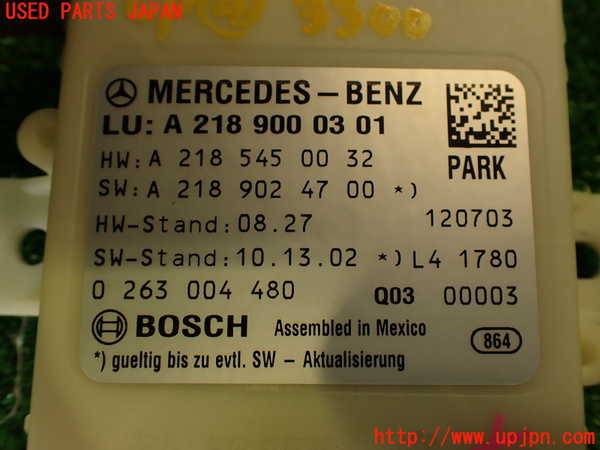 USED PARTS JAPAN
3300
MERCEDES-BENZ
LU: A 218 900 03 01
HW: A 218 545 00 32
PARK
SW: A 218 902 47 00 *)
HW-Stand: 08.27 120703
SW-Stand: 10.13.02 *) L4 1780
0 263 004 480 Q03 00003
BOSCH Assembled in Mexico
864
*) gueltig bis zu evtl. SW - Aktualisierung
http://www.upjpn.com/